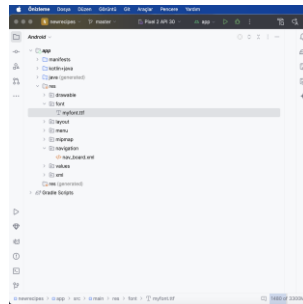 Önizleme Dosya Düzen Görüntü Git Araçlar Pencere Yardım
newrecipes master Pixel 2 API 30 app
Android
app
manifests
kotlin+java
java (generated)
res
drawable
font
myfont.ttf
layout
menu
mipmap
navigation
nav_board.xml
values
xml
res (generated)
Gradle Scripts
newrecipes > app > src > main > res > font > myfont.ttf